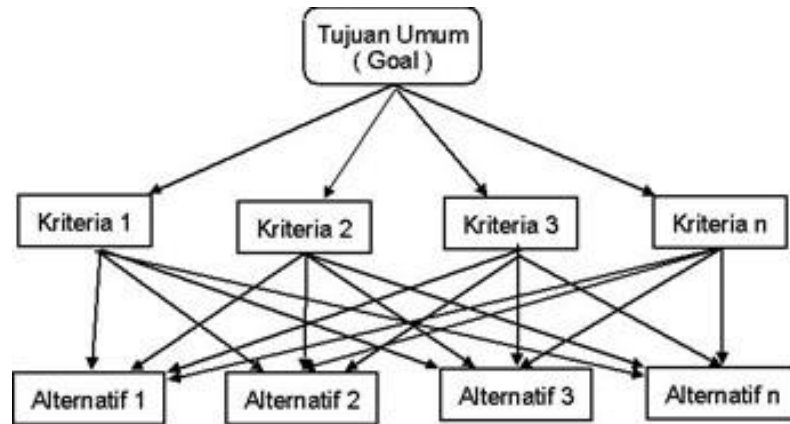 Tujuan Umum
( Goal )
Kriteria 1
Kriteria 2
Kriteria 3
Kriteria n
Alternatif 1
Alternatif 2
Alternatif 3
Alternatif n